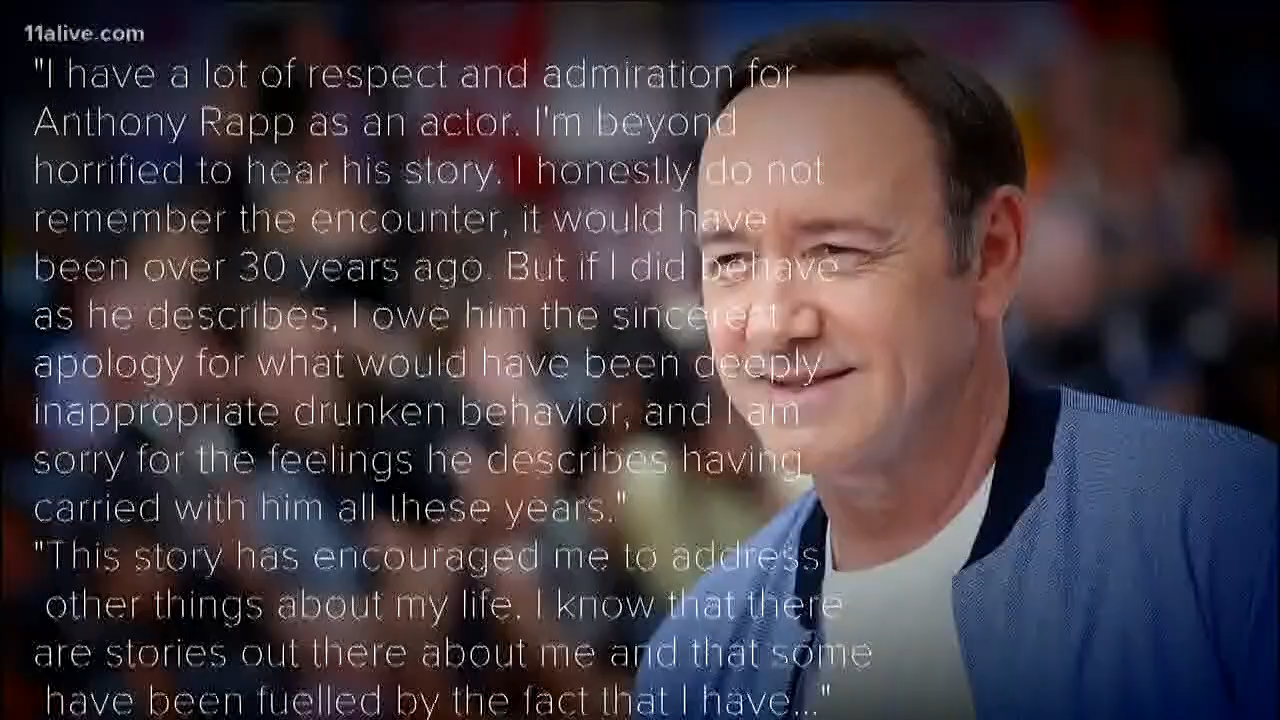 11alive.com
"I have a lot of respect and admiration for
Anthony Rapp as an actor. I'm beyond
horrified to hear his story. I honestly do not
remember the encounter, it would have
been over 30 years ago. But if I did behave
as he describes, I owe him the sincerest
apology for what would have been deeply
inappropriate drunken behavior, and I am
sorry for the feelings he describes having
carried with him all these years."
"This story has encouraged me to address
other things about my life. I know that there
are stories out there about me and that some
have been fuelled by the fact that I have..."